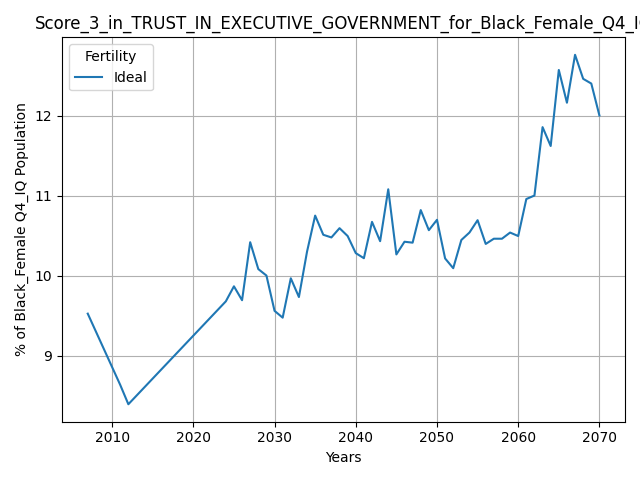 Score_3_in_TRUST_IN_EXECUTIVE_GOVERNMENT_for_Black_Female_Q4_IQ
Fertility
Ideal
% of Black_Female Q4_IQ Population
12
11
10
9
2010 2020 2030 2040 2050 2060 2070
Years